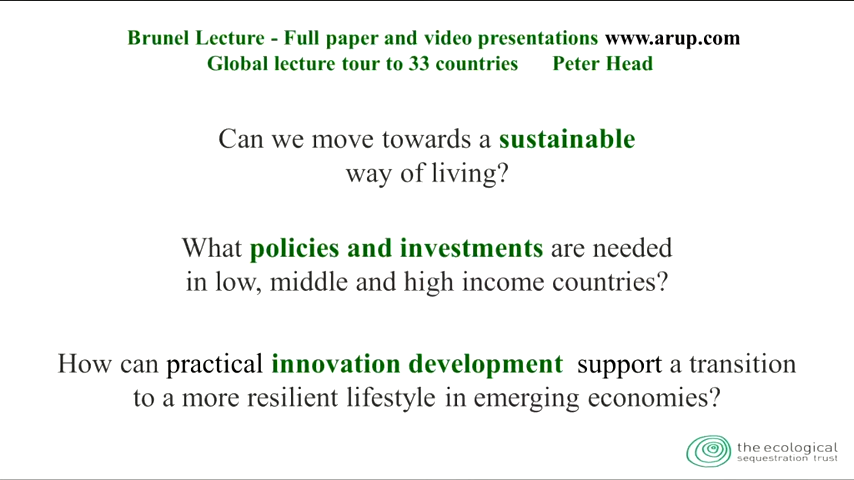 Brunel Lecture - Full paper and video presentations www.arup.com
Global lecture tour to 33 countries Peter Head
Can we move towards a sustainable
way of living?
What policies and investments are needed
in low, middle and high income countries?
How can practical innovation development support a transition
to a more resilient lifestyle in emerging economies?
the ecological
sequestration trust